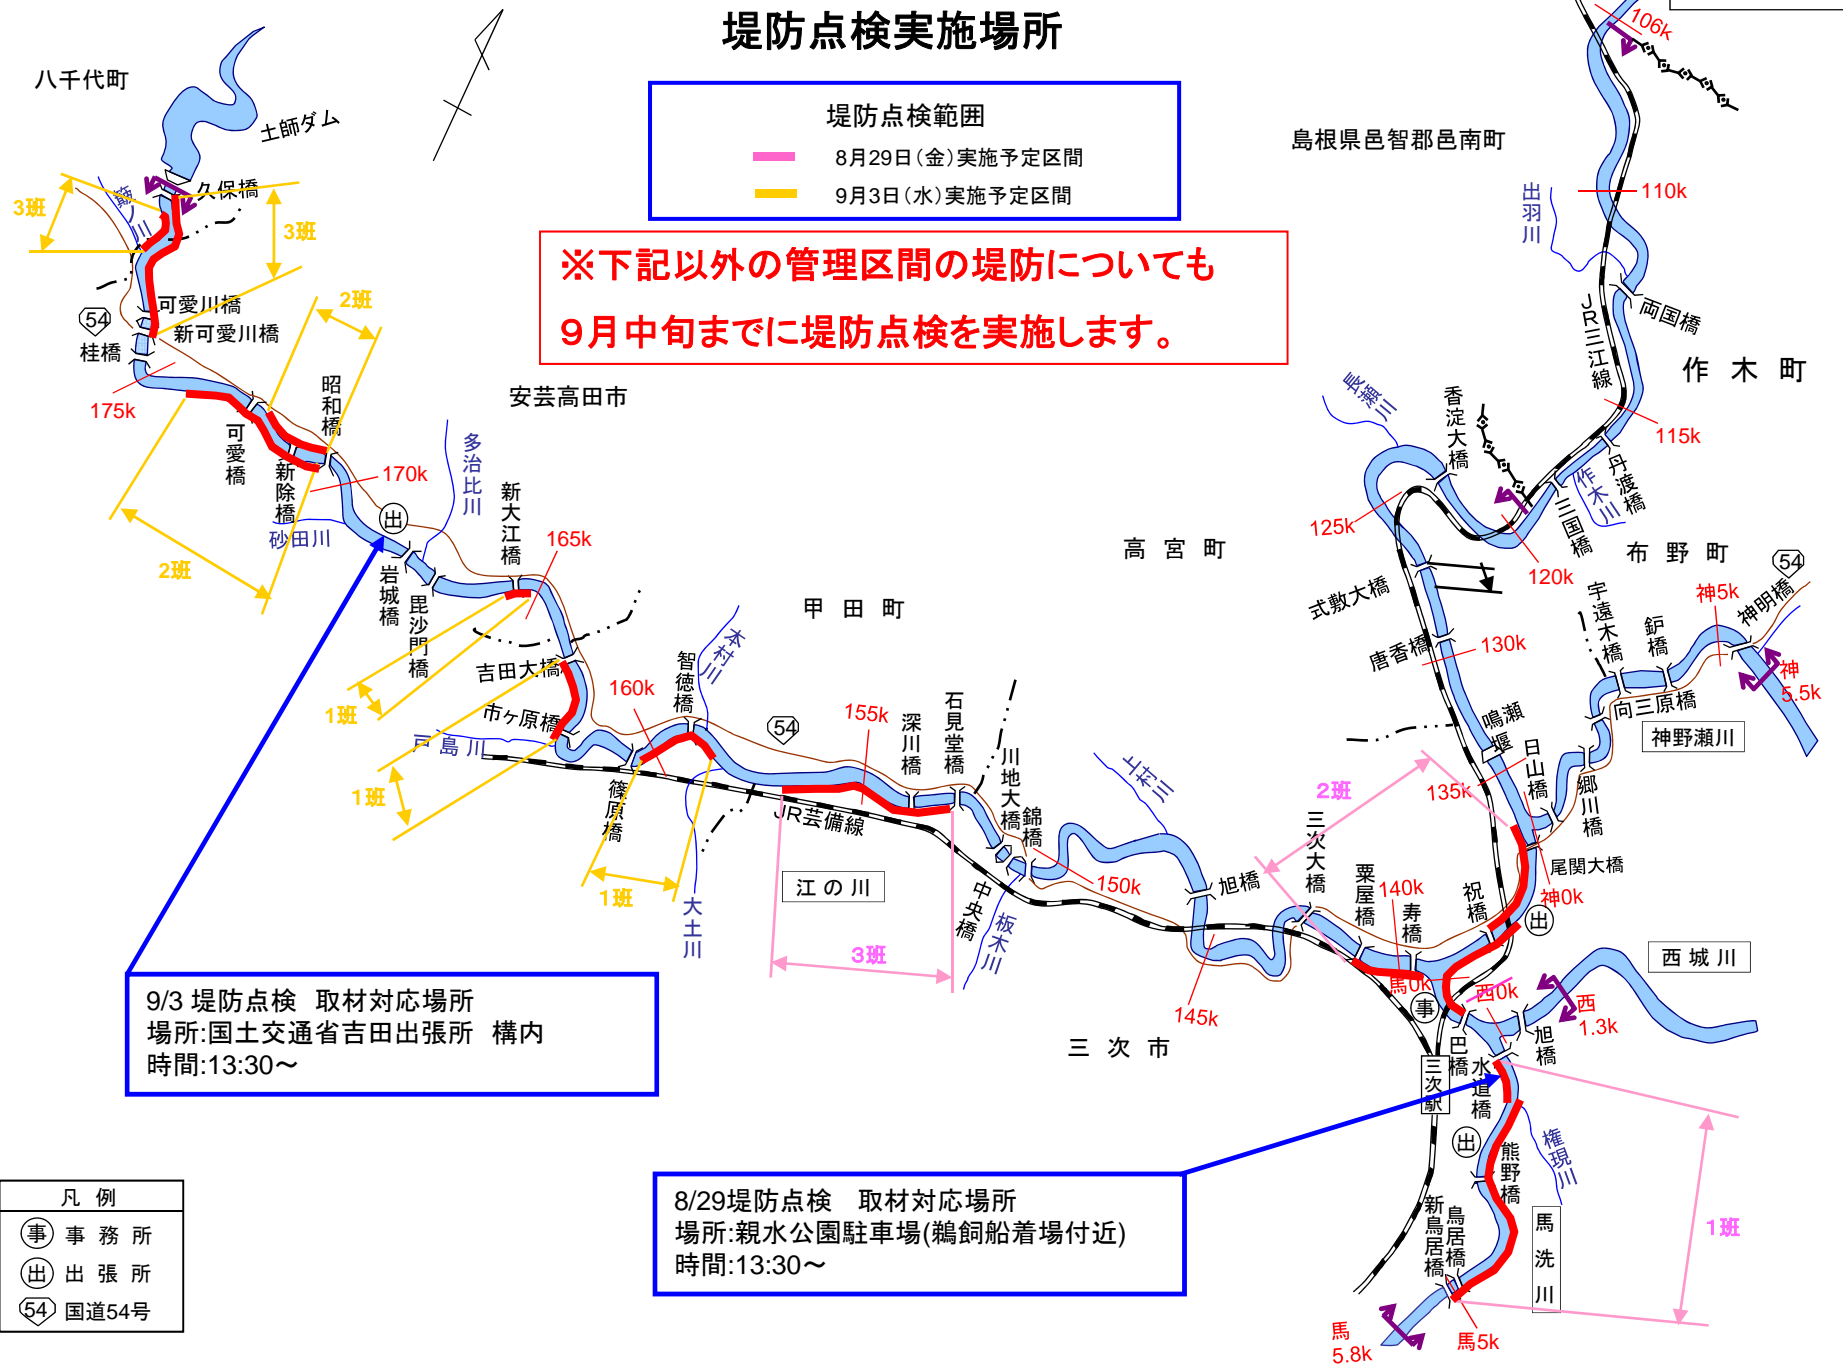 堤防点検実施場所
堤防点検範囲
8月29日(金)実施予定区間
9月3日(水)実施予定区間
※下記以外の管理区間の堤防についても
9月中旬までに堤防点検を実施します。
八千代町
土師ダム
簸ノ川
久保橋
3班
3班
可愛川橋
新可愛川橋
54
桂橋
175k
2班
昭和橋
可愛橋
新除橋
170k
砂田川
2班
出
安芸高田市
多治比川
新大江橋
165k
岩城橋
毘沙門橋
吉田大橋
市ヶ原橋
戸島川
1班
1班
160k
智徳橋
本村川
甲田町
54
155k
篠原橋
JR芸備線
1班
大土川
江の川
3班
深川橋
石見堂橋
川地大橋
錦橋
中央橋
板木川
150k
上村川
旭橋
145k
三次市
高宮町
島根県邑智郡邑南町
106k
110k
出羽川
両国橋
JR三江線
作木町
115k
長瀬川
香淀大橋
丹渡橋
作木川
三国橋
120k
125k
布野町
54
式敷大橋
唐香橋
130k
宇遠木橋
鈩橋
神5k
神明橋
神
5.5k
向三原橋
神野瀬川
鳴瀬堰
日山橋
135k
郷川橋
2班
三次大橋
尾関大橋
神0k
粟屋橋
140k
寿橋
祝橋
出
馬0k
西0k
事
西城川
西
1.3k
巴橋
旭橋
水道橋
三次駅
出
熊野橋
権現川
新鳥居橋
鳥居橋
馬洗川
1班
馬5k
馬
5.8k
9/3 堤防点検 取材対応場所
場所:国土交通省吉田出張所 構内
時間:13:30～
8/29堤防点検 取材対応場所
場所:親水公園駐車場(鵜飼船着場付近)
時間:13:30～
凡例
事 事務所
出 出張所
54 国道54号